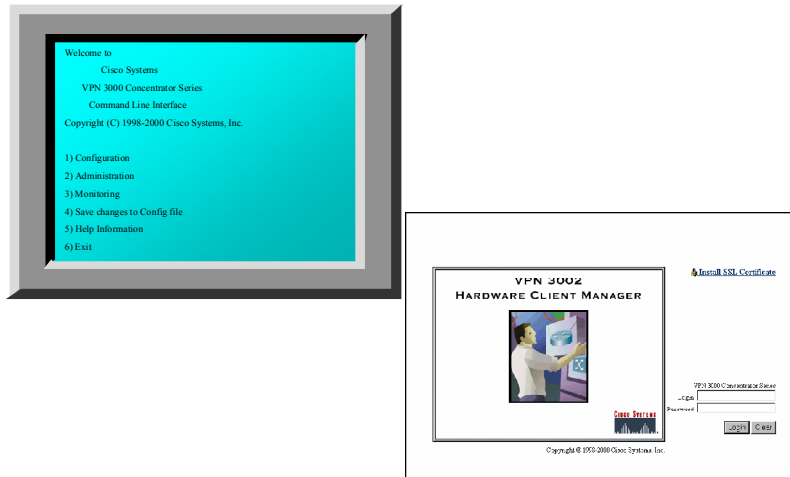 Welcome to
Cisco Systems
VPN 3000 Concentrator Series
Command Line Interface
Copyright (C) 1998-2000 Cisco Systems, Inc.
1) Configuration
2) Administration
3) Monitoring
4) Save changes to Config file
5) Help Information
6) Exit
Install SSL Certificate
VPN 3002
HARDWARE CLIENT MANAGER
CISCO SYSTEMS
VPN 3000 Concentrator Series
Login
Password
Login Clear
Copyright © 1998-2000 Cisco Systems, Inc.